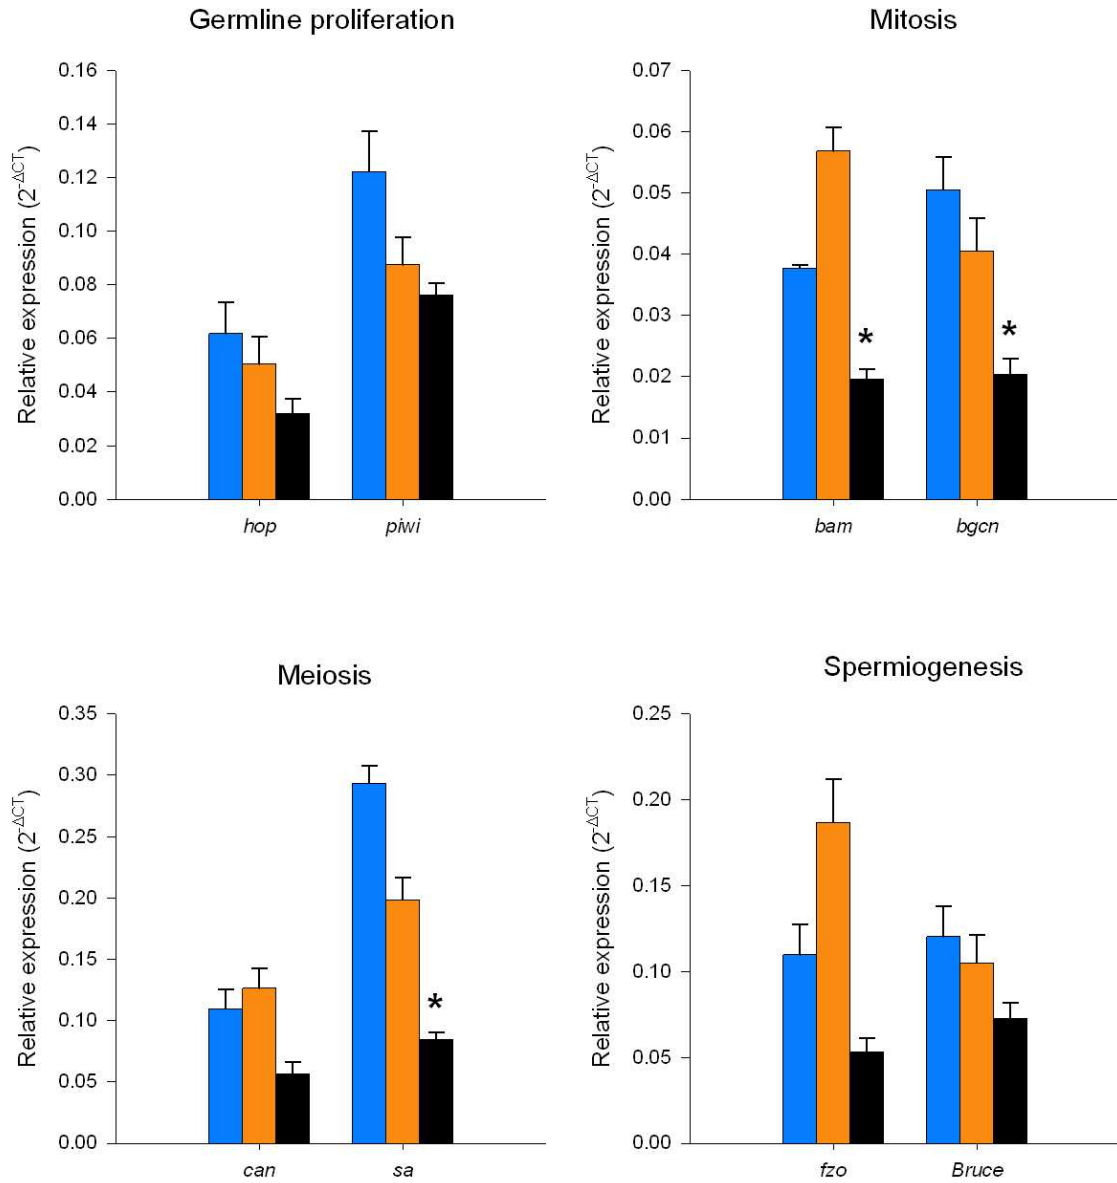 Germline proliferation
Relative expression (2^-ΔCT)
0.16
0.14
0.12
0.10
0.08
0.06
0.04
0.02
0.00
hop piwi
Mitosis
Relative expression (2^-ΔCT)
0.07
0.06
0.05
0.04
0.03
0.02
0.01
0.00
*
*
bam bgcn
Meiosis
Relative expression (2^-ΔCT)
0.35
0.30
0.25
0.20
0.15
0.10
0.05
0.00
*
can sa
Spermiogenesis
Relative expression (2^-ΔCT)
0.25
0.20
0.15
0.10
0.05
0.00
fzo Bruce